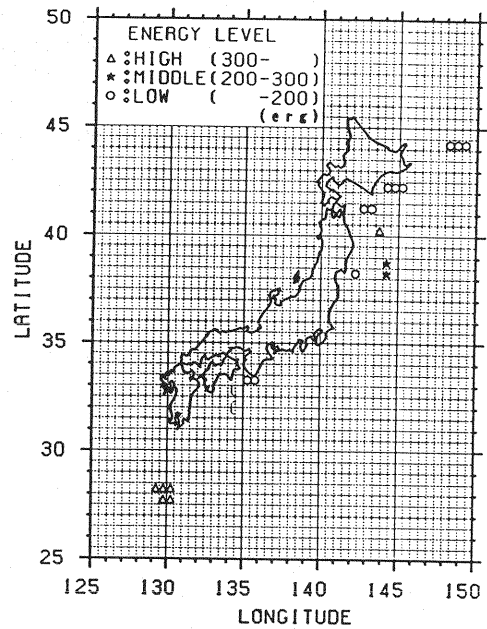 50
ENERGY LEVEL
△ : HIGH (300- )
★ : MIDDLE(200-300)
○ : LOW ( -200)
(erg)
45
40
35
30
25
LATITUDE
125 130 135 140 145 150
LONGITUDE